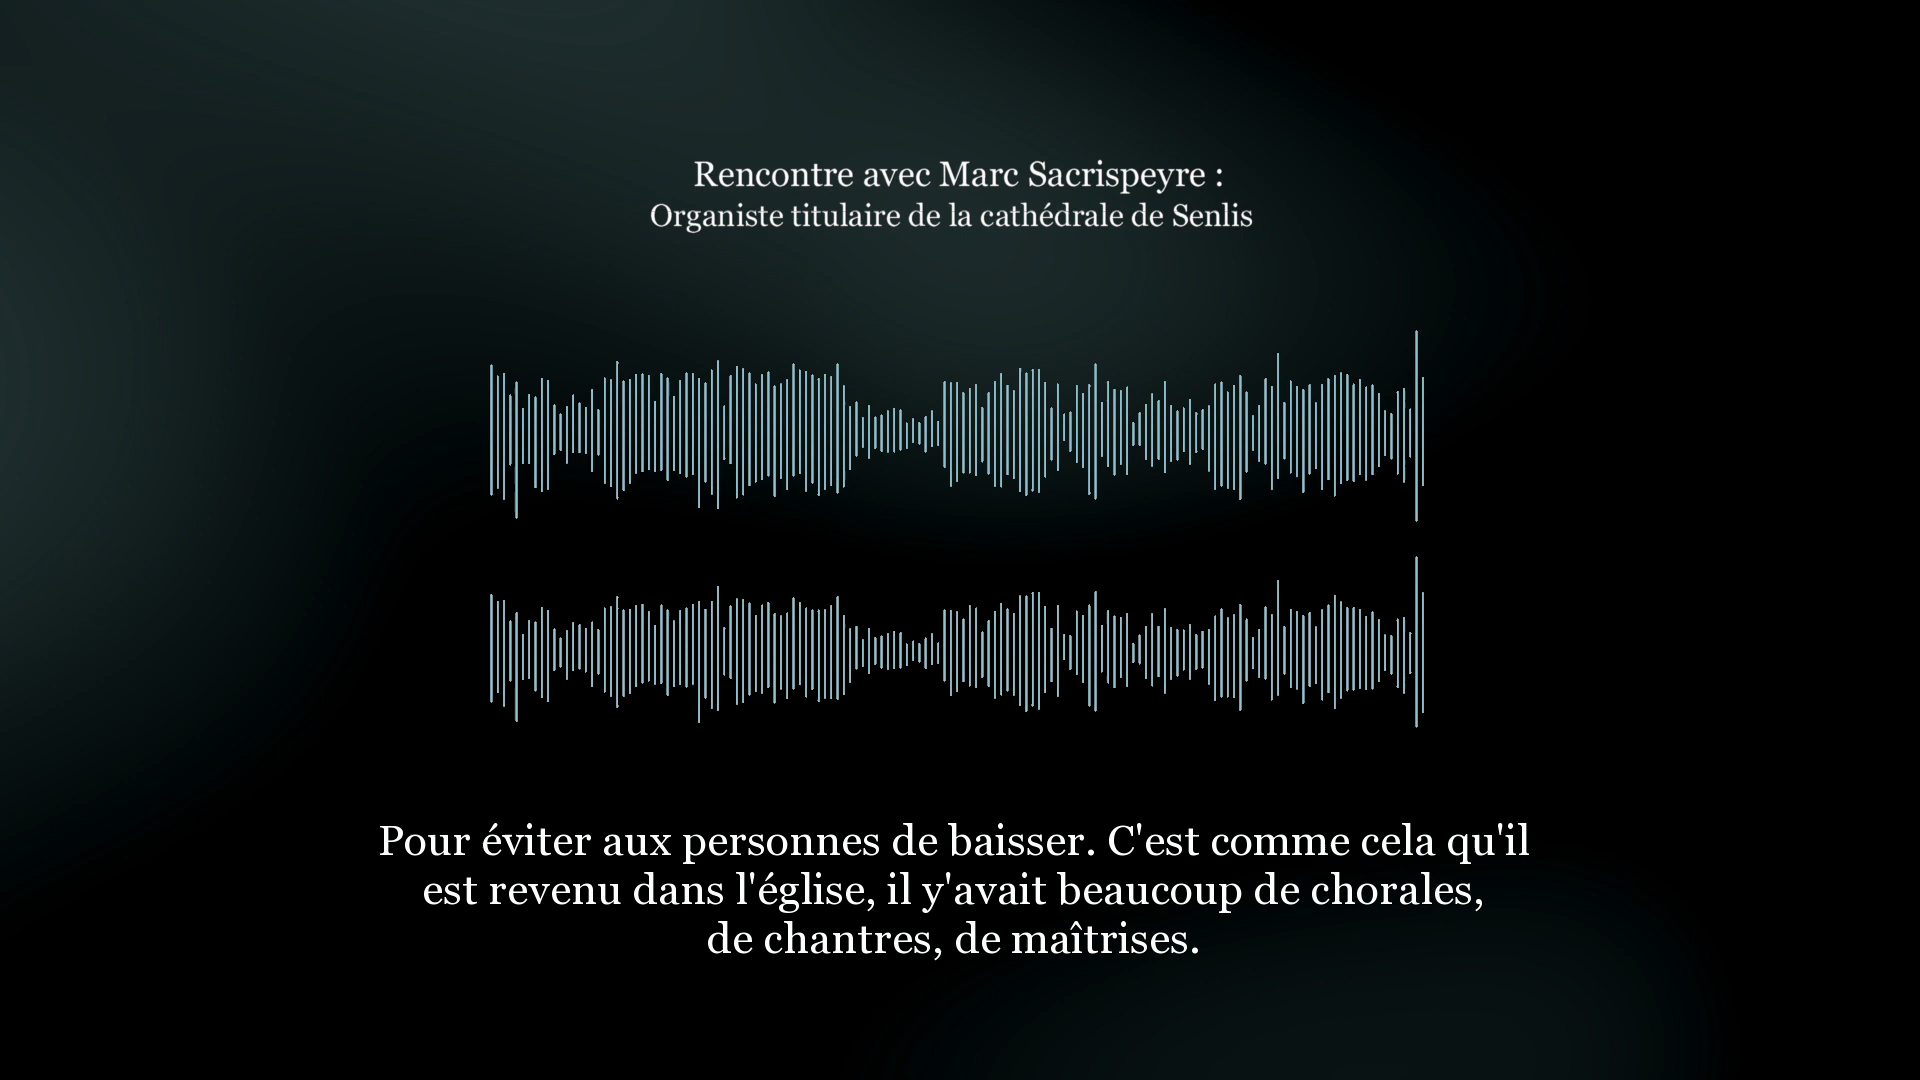 Rencontre avec Marc Sacrispeyre :
Organiste titulaire de la cathédrale de Senlis
Pour éviter aux personnes de baisser. C'est comme cela qu'il
est revenu dans l'église, il y'avait beaucoup de chorales,
de chantres, de maîtrises.